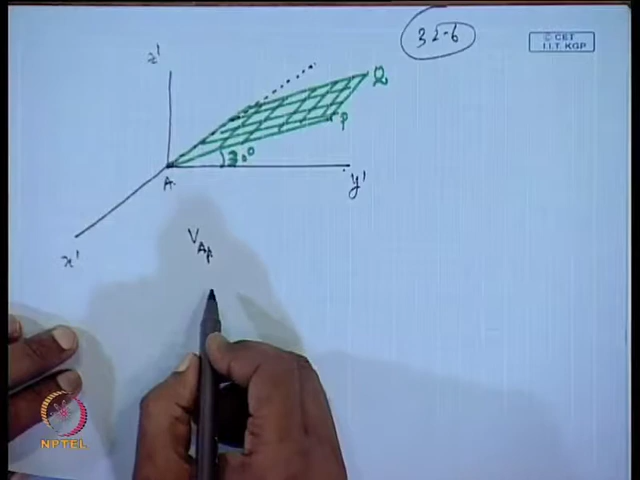 32-6
© CET
I.I.T. KGP
z'
Q
P
30°
A
y'
x'
V_AP
NPTEL